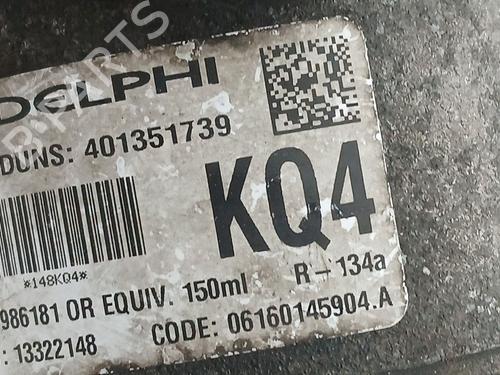 DELPHI
DUNS: 401351739
KQ4
*148KQ4*
986181 OR EQUIV. 150ml R-134a
: 13322148 CODE: 06160145904.A